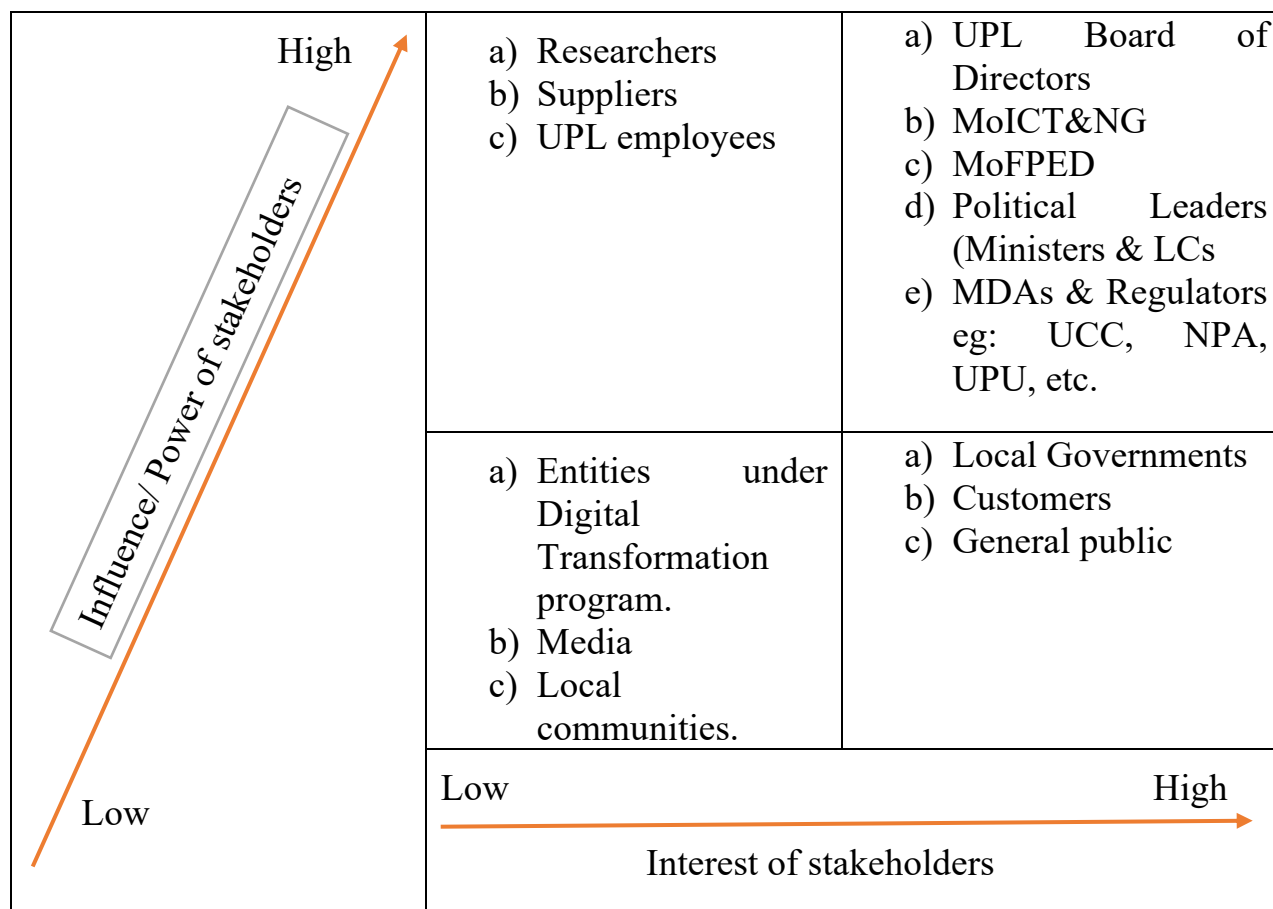 High
Influence/ Power of stakeholders
Low
a) Researchers
b) Suppliers
c) UPL employees
a) UPL Board of
Directors
b) MoICT&NG
c) MoFPED
d) Political Leaders
(Ministers & LCs
e) MDAs & Regulators
eg: UCC, NPA,
UPU, etc.
a) Entities under
Digital
Transformation
program.
b) Media
c) Local
communities.
a) Local Governments
b) Customers
c) General public
Low High
Interest of stakeholders